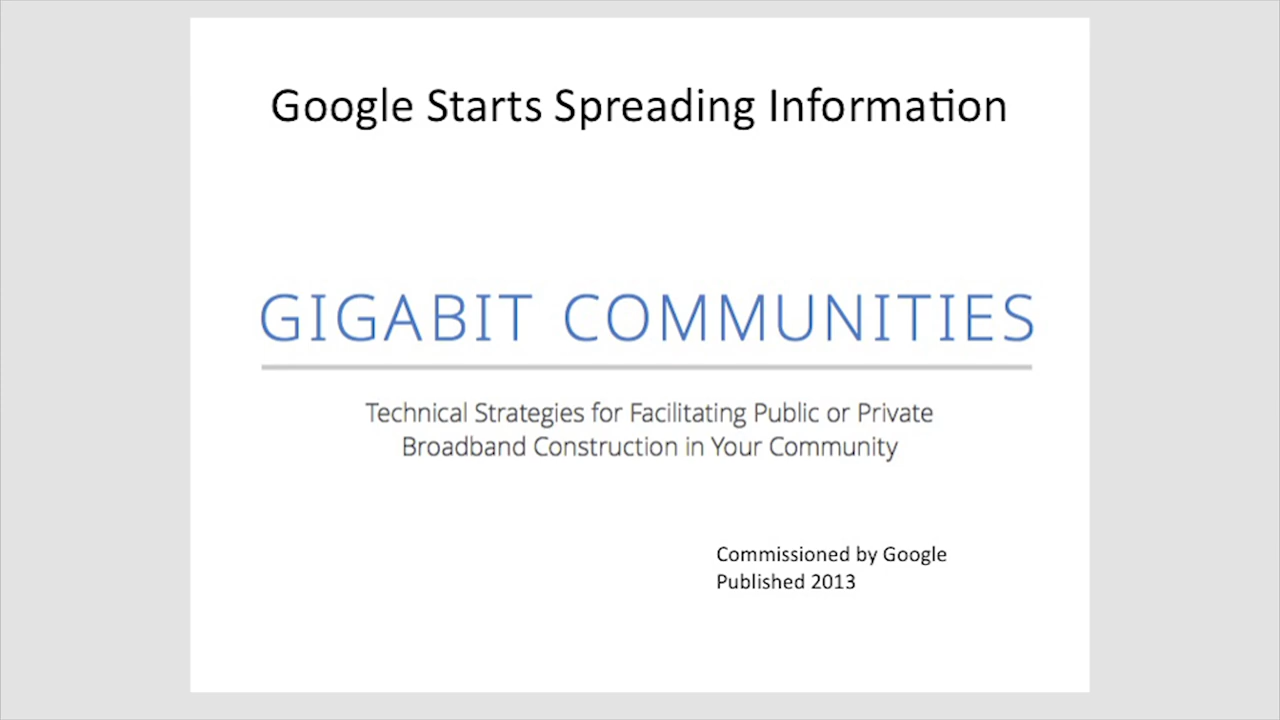 Google Starts Spreading Information
GIGABIT COMMUNITIES
Technical Strategies for Facilitating Public or Private
Broadband Construction in Your Community
Commissioned by Google
Published 2013